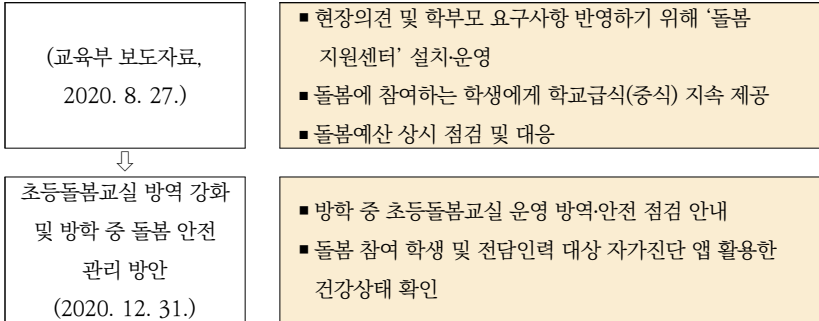 (교육부 보도자료,
2020. 8. 27.)
▪ 현장의견 및 학부모 요구사항 반영하기 위해 ‘돌봄
지원센터’ 설치·운영
▪ 돌봄에 참여하는 학생에게 학교급식(중식) 지속 제공
▪ 돌봄예산 상시 점검 및 대응
⇩
초등돌봄교실 방역 강화
및 방학 중 돌봄 안전
관리 방안
(2020. 12. 31.)
▪ 방학 중 초등돌봄교실 운영 방역·안전 점검 안내
▪ 돌봄 참여 학생 및 전담인력 대상 자가진단 앱 활용한
건강상태 확인